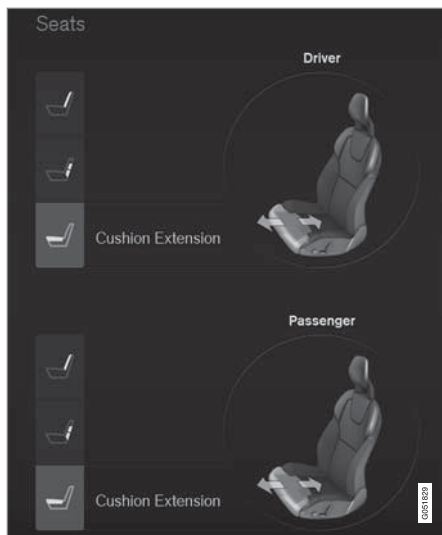 Seats
Driver
Cushion Extension
Passenger
Cushion Extension
G051829